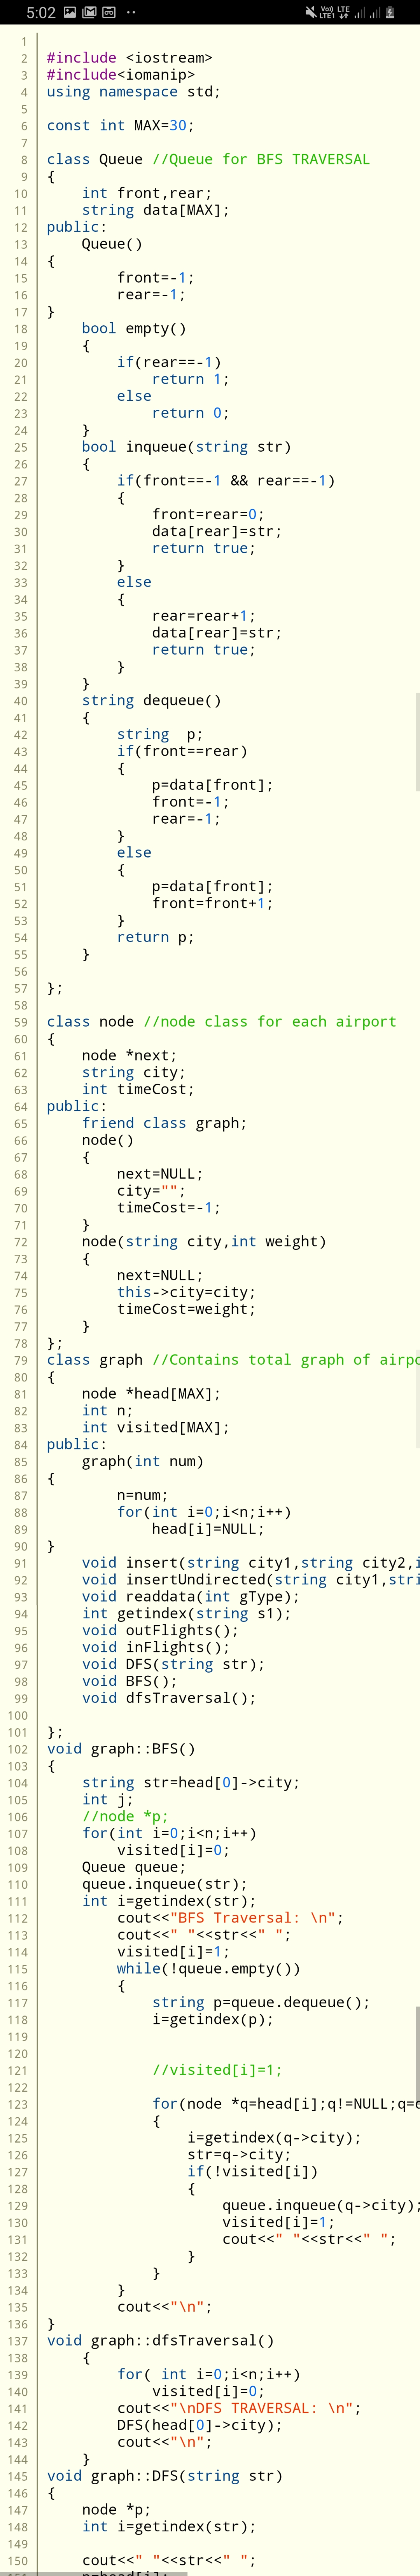 5:02
Vo) LTE
LTE1
1
2 #include <iostream>
3 #include<iomanip>
4 using namespace std;
5
6 const int MAX=30;
7
8 class Queue //Queue for BFS TRAVERSAL
9 {
10 int front,rear;
11 string data[MAX];
12 public:
13 Queue()
14 {
15 front=-1;
16 rear=-1;
17 }
18 bool empty()
19 {
20 if(rear==-1)
21 return 1;
22 else
23 return 0;
24 }
25 bool inqueue(string str)
26 {
27 if(front==-1 && rear==-1)
28 {
29 front=rear=0;
30 data[rear]=str;
31 return true;
32 }
33 else
34 {
35 rear=rear+1;
36 data[rear]=str;
37 return true;
38 }
39 }
40 string dequeue()
41 {
42 string p;
43 if(front==rear)
44 {
45 p=data[front];
46 front=-1;
47 rear=-1;
48 }
49 else
50 {
51 p=data[front];
52 front=front+1;
53 }
54 return p;
55 }
56
57 };
58
59 class node //node class for each airport
60 {
61 node *next;
62 string city;
63 int timeCost;
64 public:
65 friend class graph;
66 node()
67 {
68 next=NULL;
69 city="";
70 timeCost=-1;
71 }
72 node(string city,int weight)
73 {
74 next=NULL;
75 this->city=city;
76 timeCost=weight;
77 }
78 };
79 class graph //Contains total graph of airpo
80 {
81 node *head[MAX];
82 int n;
83 int visited[MAX];
84 public:
85 graph(int num)
86 {
87 n=num;
88 for(int i=0;i<n;i++)
89 head[i]=NULL;
90 }
91 void insert(string city1,string city2,i
92 void insertUndirected(string city1,stri
93 void readdata(int gType);
94 int getindex(string s1);
95 void outFlights();
96 void inFlights();
97 void DFS(string str);
98 void BFS();
99 void dfsTraversal();
100
101 };
102 void graph::BFS()
103 {
104 string str=head[0]->city;
105 int j;
106 //node *p;
107 for(int i=0;i<n;i++)
108 visited[i]=0;
109 Queue queue;
110 queue.inqueue(str);
111 int i=getindex(str);
112 cout<<"BFS Traversal: \n";
113 cout<<" "<<str<<" ";
114 visited[i]=1;
115 while(!queue.empty())
116 {
117 string p=queue.dequeue();
118 i=getindex(p);
119
120
121 //visited[i]=1;
122
123 for(node *q=head[i];q!=NULL;q=q
124 {
125 i=getindex(q->city);
126 str=q->city;
127 if(!visited[i])
128 {
129 queue.inqueue(q->city);
130 visited[i]=1;
131 cout<<" "<<str<<" ";
132 }
133 }
134 }
135 cout<<"\n";
136 }
137 void graph::dfsTraversal()
138 {
139 for( int i=0;i<n;i++)
140 visited[i]=0;
141 cout<<"\nDFS TRAVERSAL: \n";
142 DFS(head[0]->city);
143 cout<<"\n";
144 }
145 void graph::DFS(string str)
146 {
147 node *p;
148 int i=getindex(str);
149
150 cout<<" "<<str<<" ";